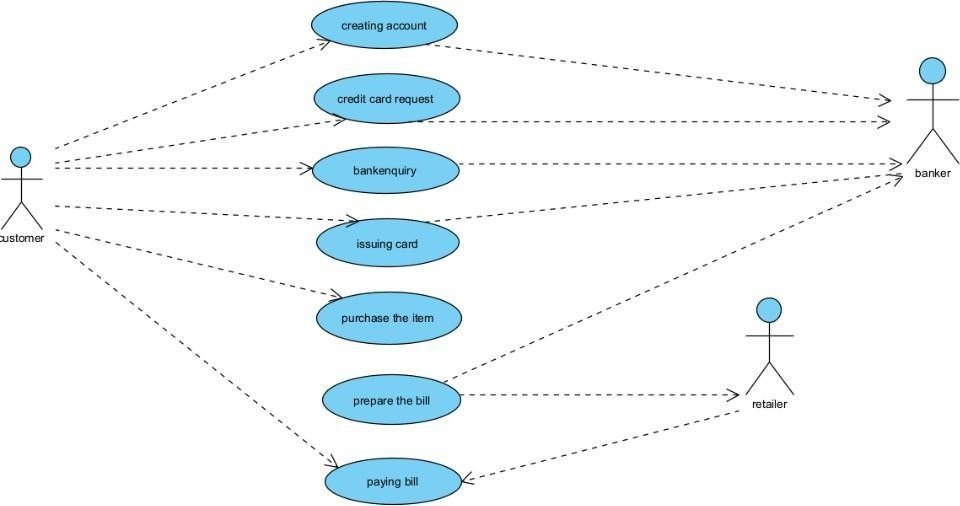 creating account
credit card request
bankenquiry
banker
customer
issuing card
purchase the item
prepare the bill
retailer
paying bill